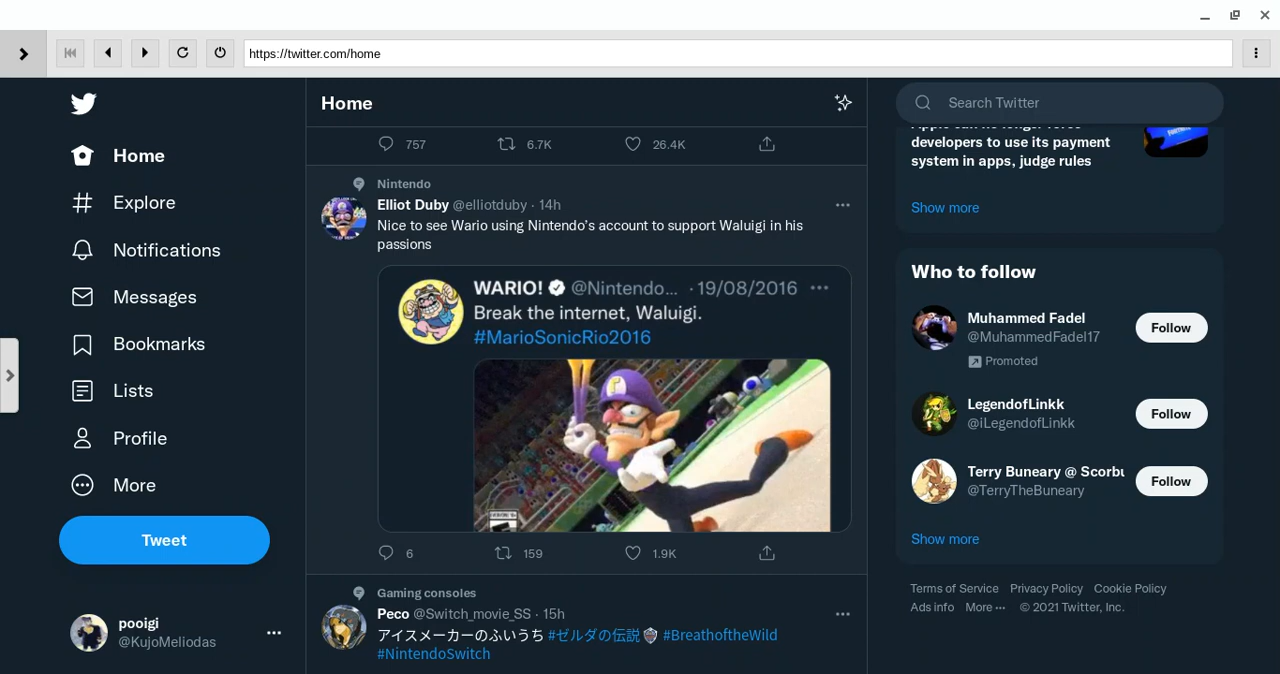 https://twitter.com/home
Home
Explore
Notifications
Messages
Bookmarks
Lists
Profile
More
Tweet
pooigi
@KujoMeliodas
Home
757 6.7K 26.4K
Nintendo
Elliot Duby @elliotduby · 14h
Nice to see Wario using Nintendo's account to support Waluigi in his
passions
WARIO! @Nintendo... · 19/08/2016
Break the internet, Waluigi.
#MarioSonicRio2016
6 159 1.9K
Gaming consoles
Peco @Switch_movie_SS · 15h
アイスメーカーのふいうち #ゼルダの伝説 #BreathoftheWild
#NintendoSwitch
Search Twitter
developers to use its payment
system in apps, judge rules
Show more
Who to follow
Muhammed Fadel
@MuhammedFadel17
Follow
Promoted
LegendofLinkk
@iLegendofLinkk
Follow
Terry Buneary @ Scorbu
@TerryTheBuneary
Follow
Show more
Terms of Service Privacy Policy Cookie Policy
Ads info More ··· © 2021 Twitter, Inc.